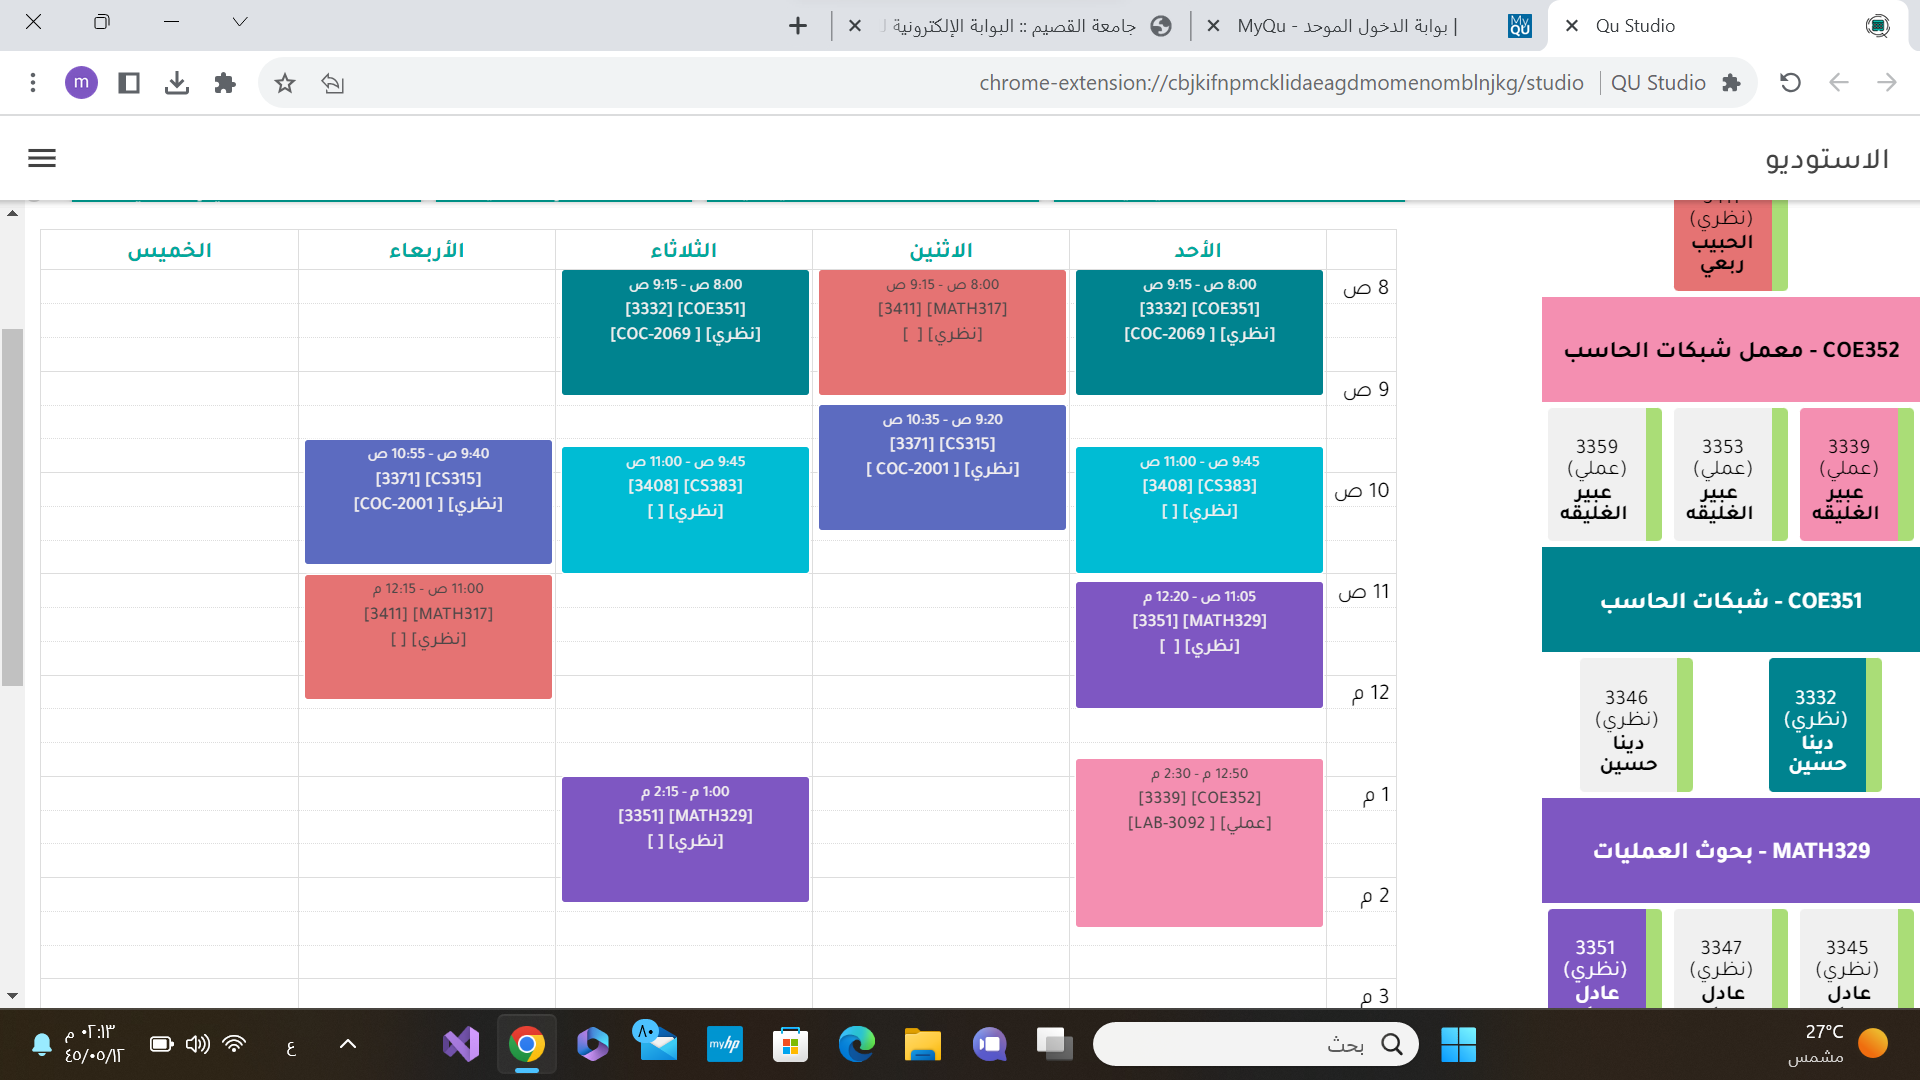 Qu Studio
بوابة الدخول الموحد - MyQu |
جامعة القصيم :: البوابة الإلكترونية
QU Studio
chrome-extension://cbjkifnpmcklidaeagdmomenomblnjkg/studio
m
الاستوديو
(نظري)
الحبيب
ربعي
COE352 - معمل شبكات الحاسب
3339
(عملي)
عبير
الغليقه
3353
(عملي)
عبير
الغليقه
3359
(عملي)
عبير
الغليقه
COE351 - شبكات الحاسب
3332
(نظري)
دينا
حسين
3346
(نظري)
دينا
حسين
MATH329 - بحوث العمليات
3345
(نظري)
عادل
3347
(نظري)
عادل
3351
(نظري)
عادل
الأحد
الاثنين
الثلاثاء
الأربعاء
الخميس
8 ص
9 ص
10 ص
11 ص
12 م
1 م
2 م
3 م
8:00 ص - 9:15 ص
[3332] [COE351]
[نظري] [ COC-2069]
9:45 ص - 11:00 ص
[3408] [CS383]
[نظري] [ ]
11:05 ص - 12:20 م
[3351] [MATH329]
[نظري] [ ]
12:50 م - 2:30 م
[3339] [COE352]
[عملي] [ LAB-3092]
8:00 ص - 9:15 ص
[3411] [MATH317]
[نظري] [ ]
9:20 ص - 10:35 ص
[3371] [CS315]
[نظري] [ COC-2001 ]
8:00 ص - 9:15 ص
[3332] [COE351]
[نظري] [ COC-2069]
9:45 ص - 11:00 ص
[3408] [CS383]
[نظري] [ ]
1:00 م - 2:15 م
[3351] [MATH329]
[نظري] [ ]
9:40 ص - 10:55 ص
[3371] [CS315]
[نظري] [ COC-2001]
11:00 ص - 12:15 م
[3411] [MATH317]
[نظري] [ ]
27°C
مشمس
بحث
myhp
٨٠
ع
٠٢:١٣ م
٤٥/٠٥/١٢